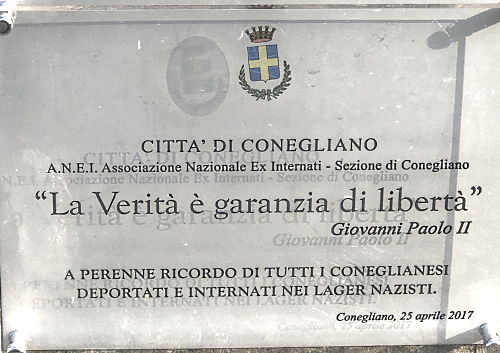 CITTA' DI CONEGLIANO
A.N.E.I. Associazione Nazionale Ex Internati - Sezione di Conegliano
“La Verità è garanzia di libertà”
Giovanni Paolo II
A PERENNE RICORDO DI TUTTI I CONEGLIANESI
DEPORTATI E INTERNATI NEI LAGER NAZISTI.
Conegliano, 25 aprile 2017